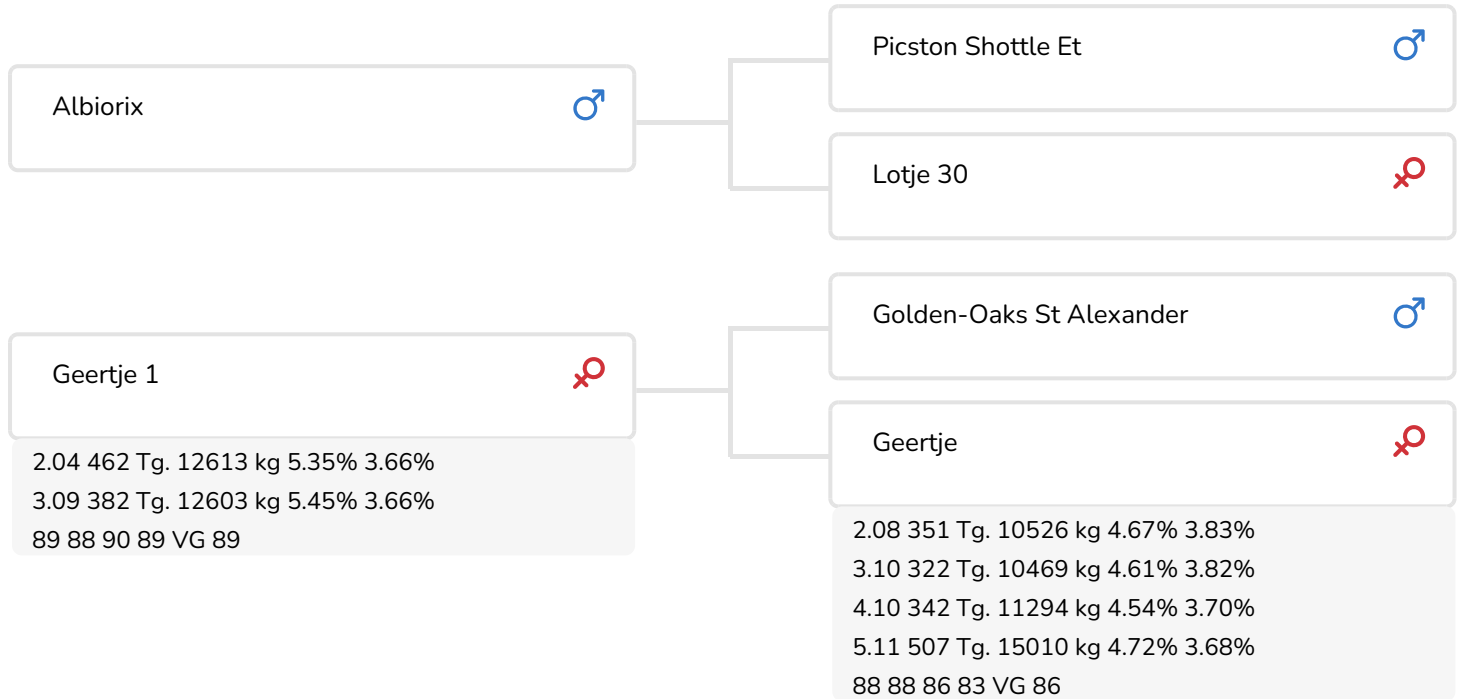 Albiorix
Picston Shottle Et
Lotje 30
Geertje 1
2.04 462 Tg. 12613 kg 5.35% 3.66%
3.09 382 Tg. 12603 kg 5.45% 3.66%
89 88 90 89 VG 89
Golden-Oaks St Alexander
Geertje
2.08 351 Tg. 10526 kg 4.67% 3.83%
3.10 322 Tg. 10469 kg 4.61% 3.82%
4.10 342 Tg. 11294 kg 4.54% 3.70%
5.11 507 Tg. 15010 kg 4.72% 3.68%
88 88 86 83 VG 86